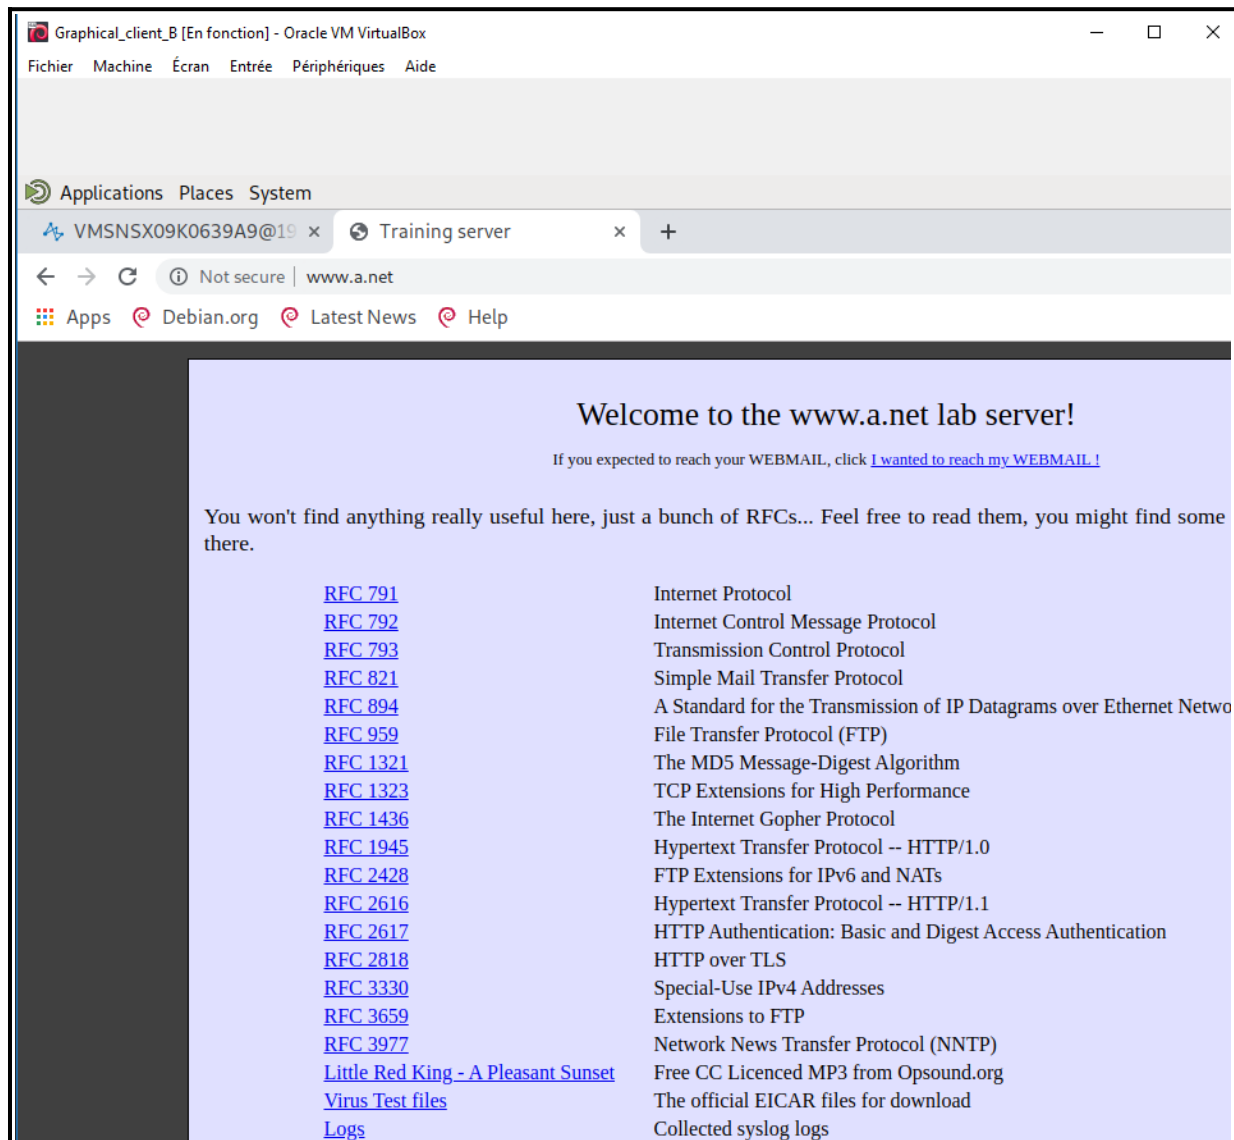 Graphical_client_B [En fonction] - Oracle VM VirtualBox
Fichier Machine Écran Entrée Périphériques Aide
Applications Places System
VMSNSX09K0639A9@19 Training server
Not secure www.a.net
Apps Debian.org Latest News Help
Welcome to the www.a.net lab server!
If you expected to reach your WEBMAIL, click I wanted to reach my WEBMAIL !
You won't find anything really useful here, just a bunch of RFCs... Feel free to read them, you might find some
there.
RFC 791 Internet Protocol
RFC 792 Internet Control Message Protocol
RFC 793 Transmission Control Protocol
RFC 821 Simple Mail Transfer Protocol
RFC 894 A Standard for the Transmission of IP Datagrams over Ethernet Netwo
RFC 959 File Transfer Protocol (FTP)
RFC 1321 The MD5 Message-Digest Algorithm
RFC 1323 TCP Extensions for High Performance
RFC 1436 The Internet Gopher Protocol
RFC 1945 Hypertext Transfer Protocol -- HTTP/1.0
RFC 2428 FTP Extensions for IPv6 and NATs
RFC 2616 Hypertext Transfer Protocol -- HTTP/1.1
RFC 2617 HTTP Authentication: Basic and Digest Access Authentication
RFC 2818 HTTP over TLS
RFC 3330 Special-Use IPv4 Addresses
RFC 3659 Extensions to FTP
RFC 3977 Network News Transfer Protocol (NNTP)
Little Red King - A Pleasant Sunset Free CC Licenced MP3 from Opsound.org
Virus Test files The official EICAR files for download
Logs Collected syslog logs